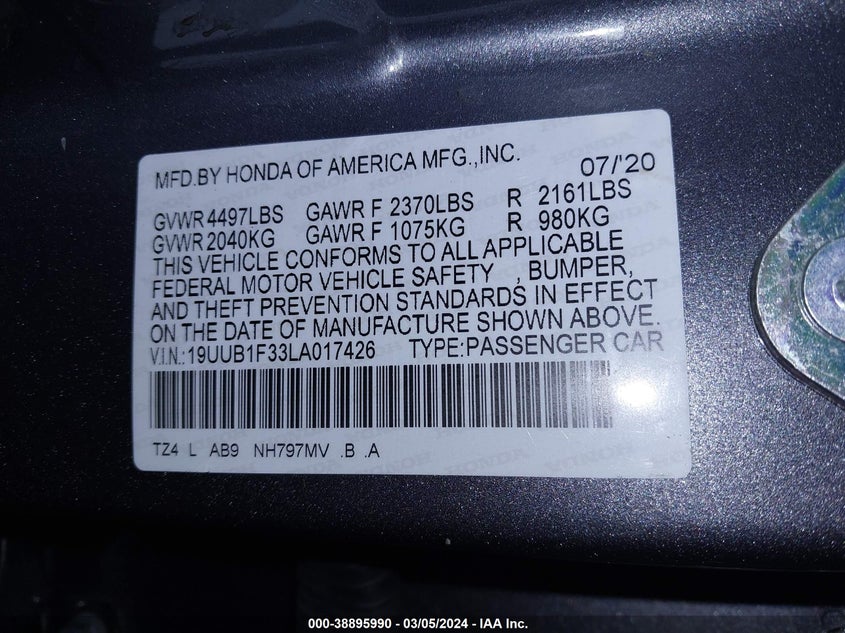 MFD.BY HONDA OF AMERICA MFG.,INC. 07/'20
GVWR 4497LBS GAWR F 2370LBS R 2161LBS
GVWR 2040KG GAWR F 1075KG R 980KG
THIS VEHICLE CONFORMS TO ALL APPLICABLE
FEDERAL MOTOR VEHICLE SAFETY , BUMPER,
AND THEFT PREVENTION STANDARDS IN EFFECT
ON THE DATE OF MANUFACTURE SHOWN ABOVE.
V.I.N.:19UUB1F33LA017426 TYPE:PASSENGER CAR
TZ4 L AB9 NH797MV .B .A
000-38895990 - 03/05/2024 - IAA Inc.